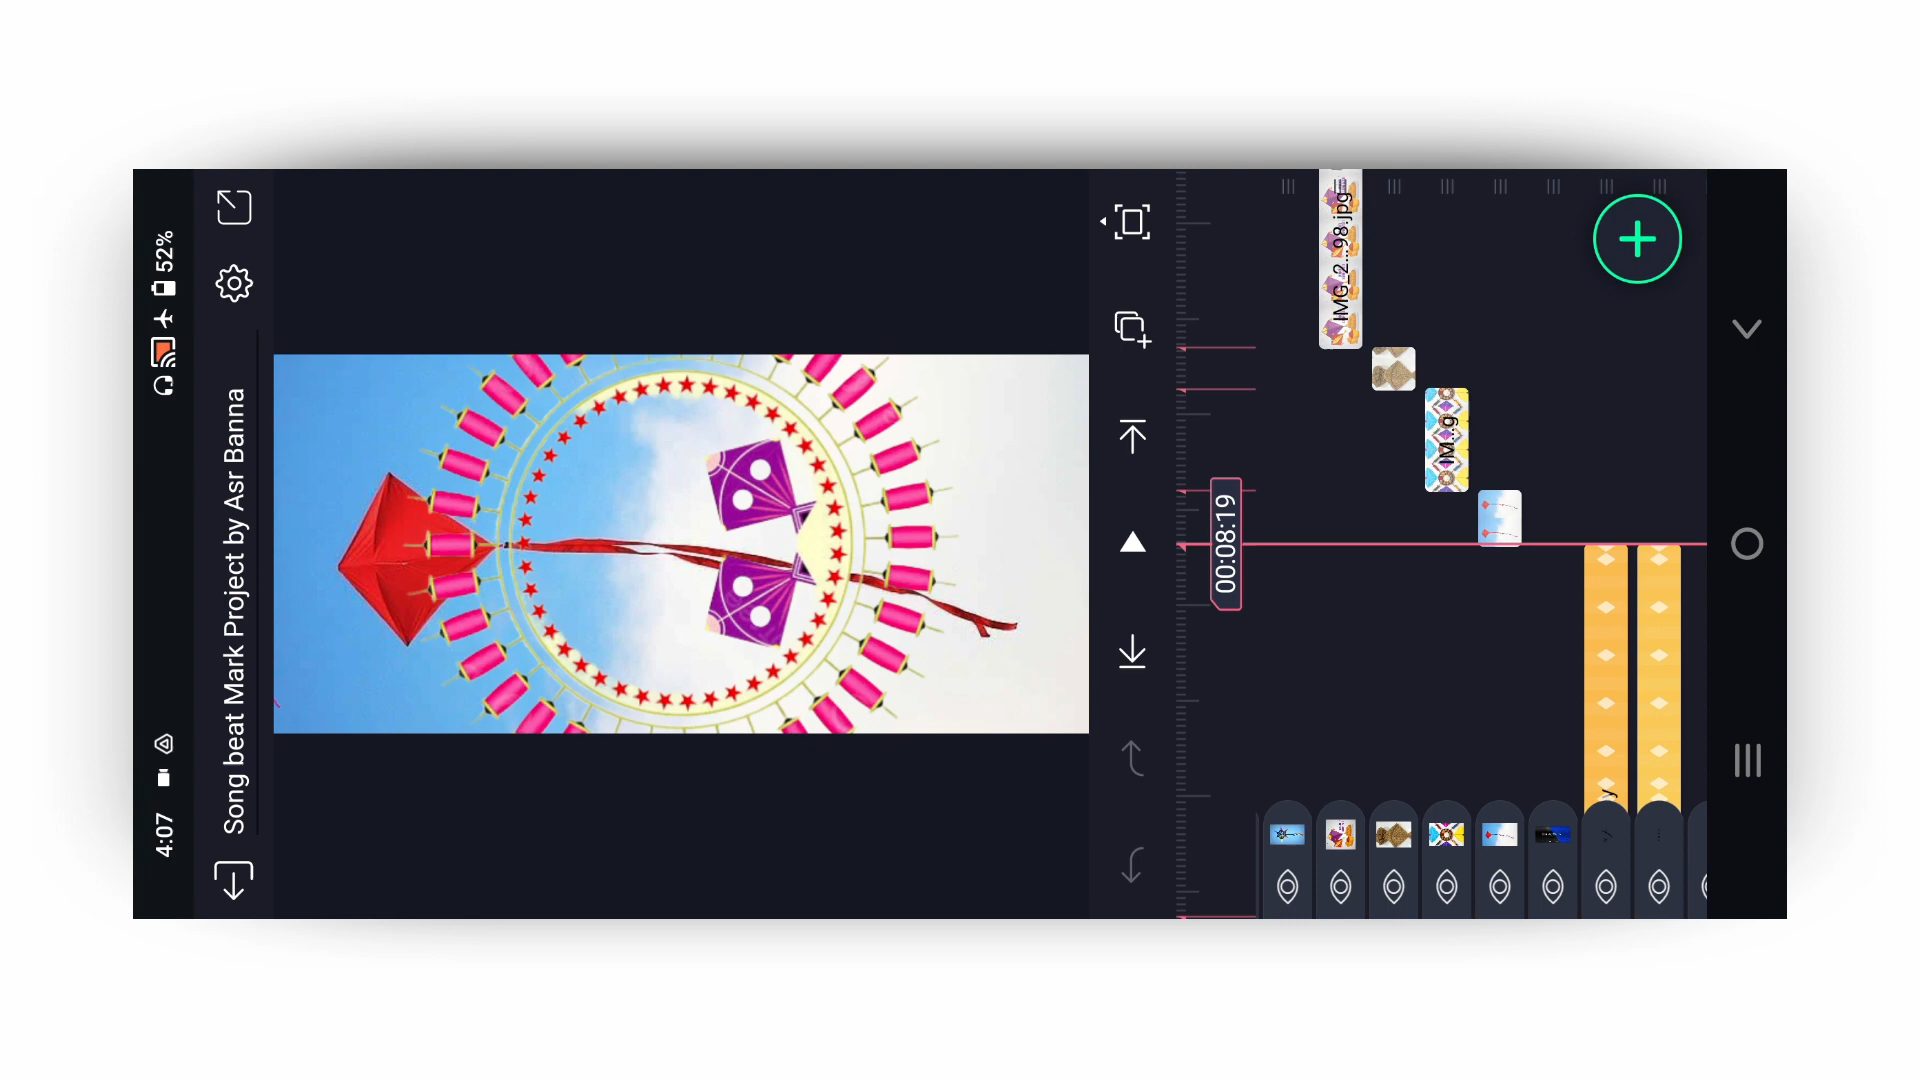 4:07
52%
Song beat Mark Project by Asr Banna
00:08:19
IMG_2...98.jpg
IM...g
y